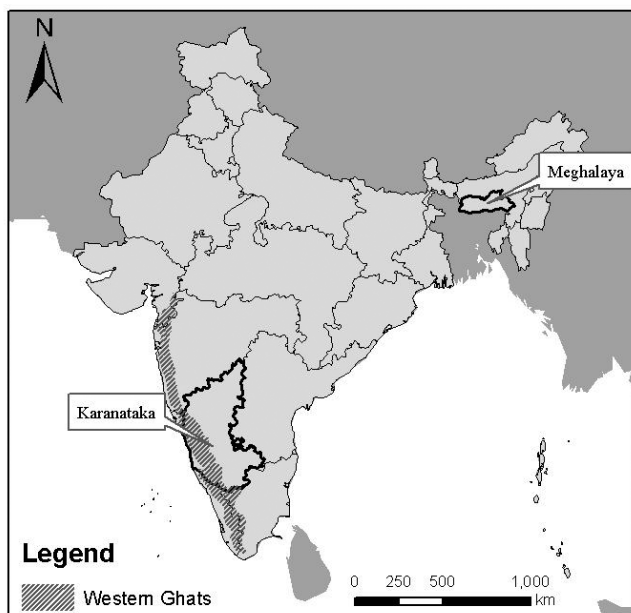 N
Meghalaya
Karanataka
Legend
Western Ghats
0 250 500 1,000
km